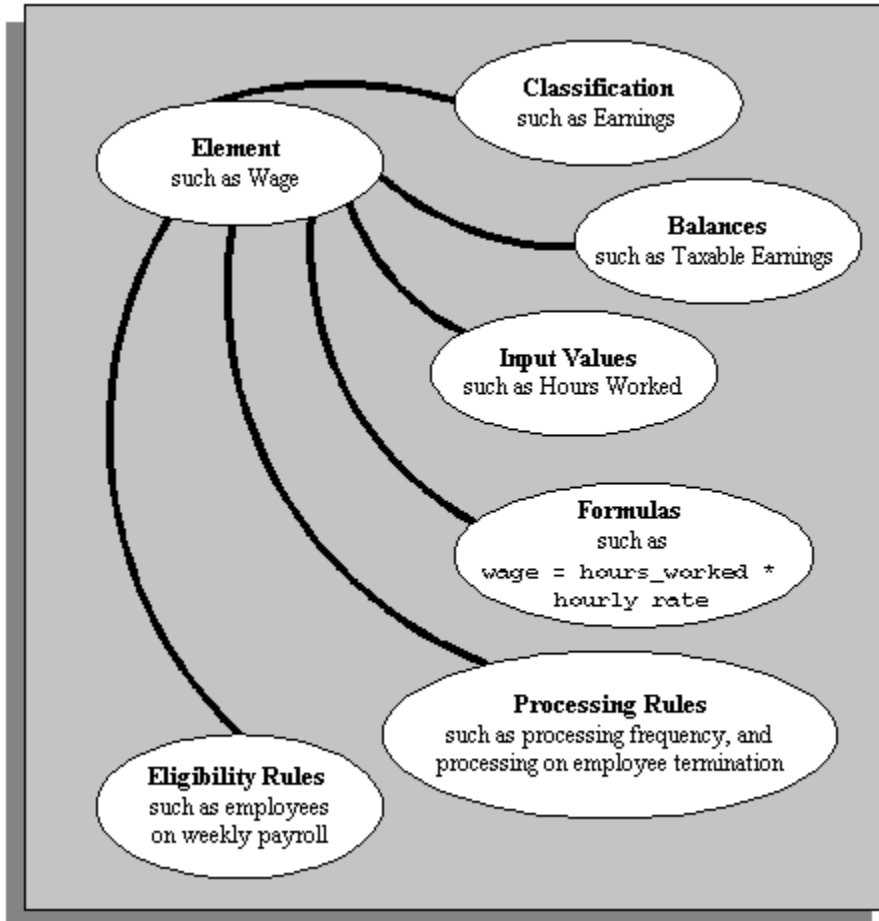 Classification
such as Earnings
Element
such as Wage
Balances
such as Taxable Earnings
Input Values
such as Hours Worked
Formulas
such as
wage = hours_worked *
hourly rate
Processing Rules
such as processing frequency, and
processing on employee termination
Eligibility Rules
such as employees
on weekly payroll